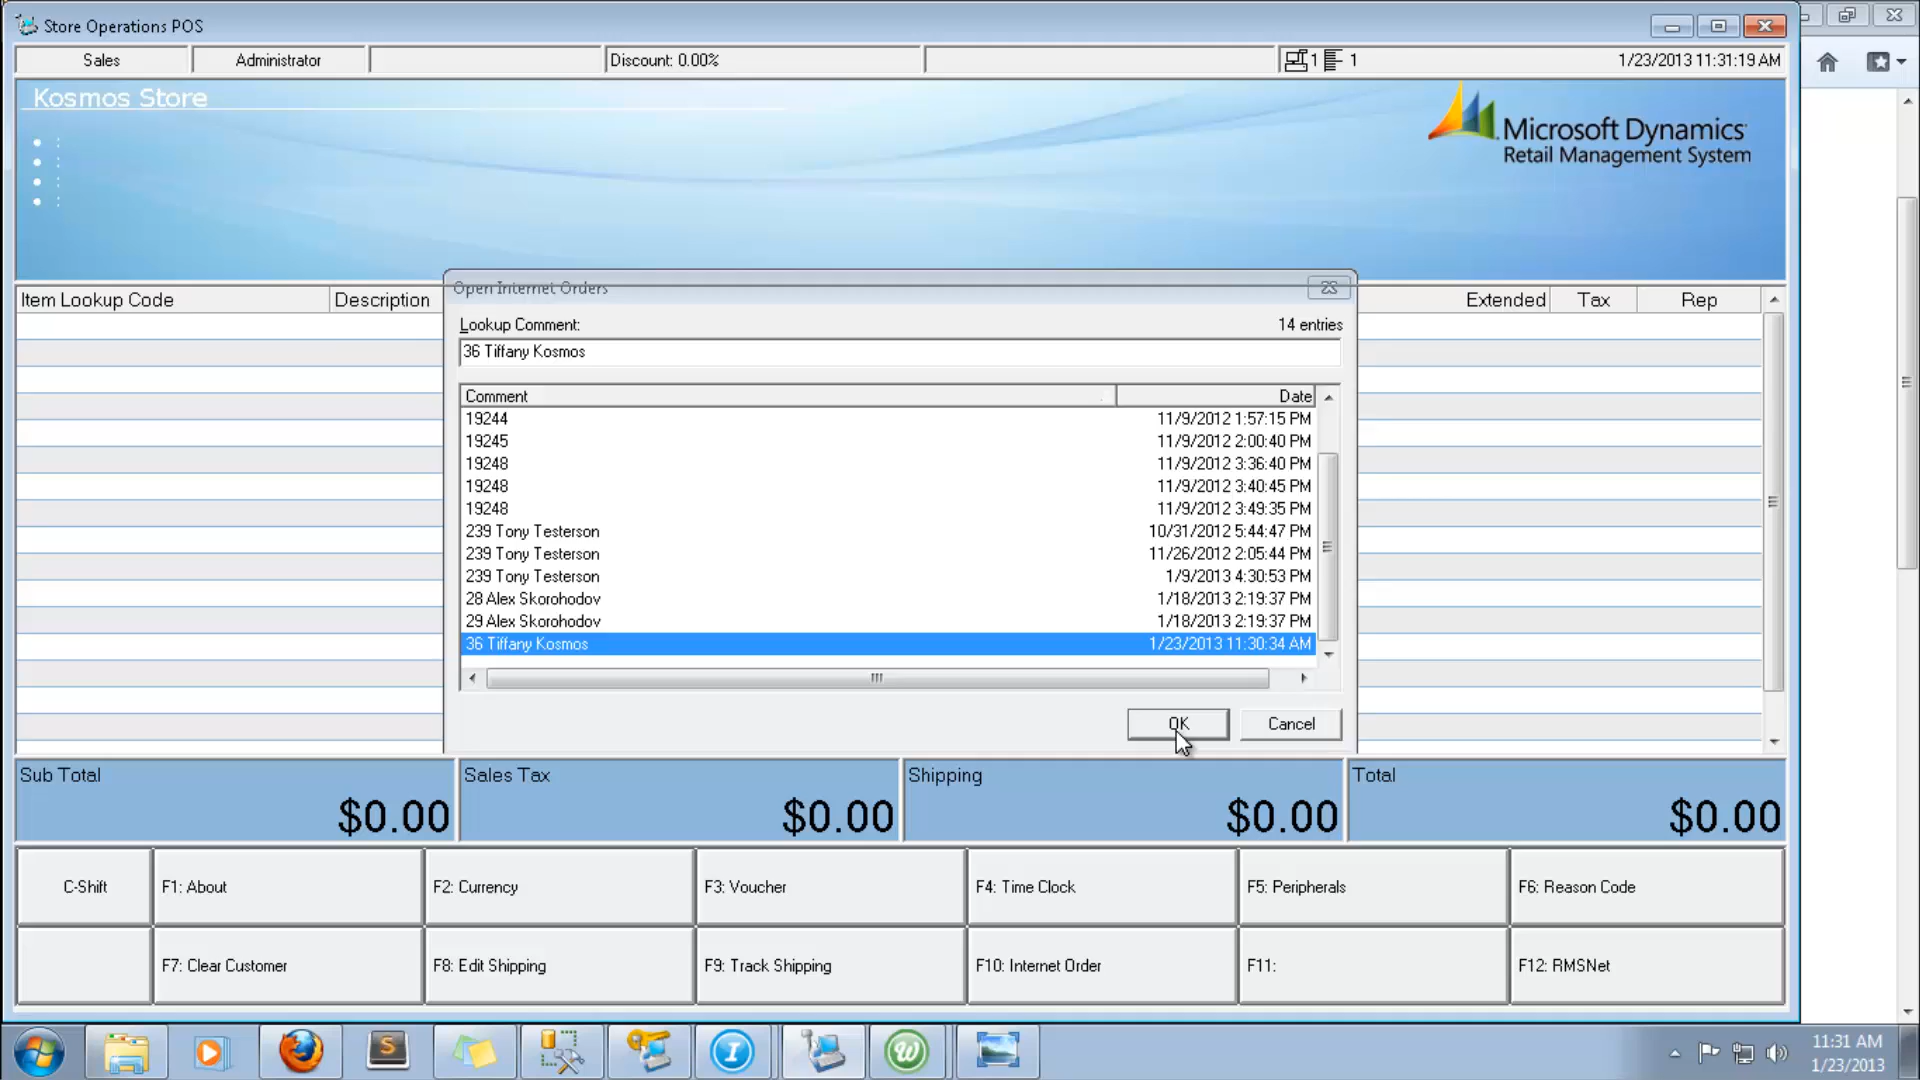 Store Operations POS
Sales
Administrator
Discount: 0.00%
1
1
1/23/2013 11:31:19 AM
Kosmos Store
:
:
:
:
Microsoft Dynamics
Retail Management System
Item Lookup Code
Description
Extended
Tax
Rep
Open Internet Orders
Lookup Comment:
14 entries
36 Tiffany Kosmos
Comment
Date
19244
11/9/2012 1:57:15 PM
19245
11/9/2012 2:00:40 PM
19248
11/9/2012 3:36:40 PM
19248
11/9/2012 3:40:45 PM
19248
11/9/2012 3:49:35 PM
239 Tony Testerson
10/31/2012 5:44:47 PM
239 Tony Testerson
11/26/2012 2:05:44 PM
239 Tony Testerson
1/9/2013 4:30:53 PM
28 Alex Skorohodov
1/18/2013 2:19:37 PM
29 Alex Skorohodov
1/18/2013 2:19:37 PM
36 Tiffany Kosmos
1/23/2013 11:30:34 AM
OK
Cancel
Sub Total
$0.00
Sales Tax
$0.00
Shipping
$0.00
Total
$0.00
C-Shift
F1: About
F2: Currency
F3: Voucher
F4: Time Clock
F5: Peripherals
F6: Reason Code
F7: Clear Customer
F8: Edit Shipping
F9: Track Shipping
F10: Internet Order
F11:
F12: RMSNet
11:31 AM
1/23/2013